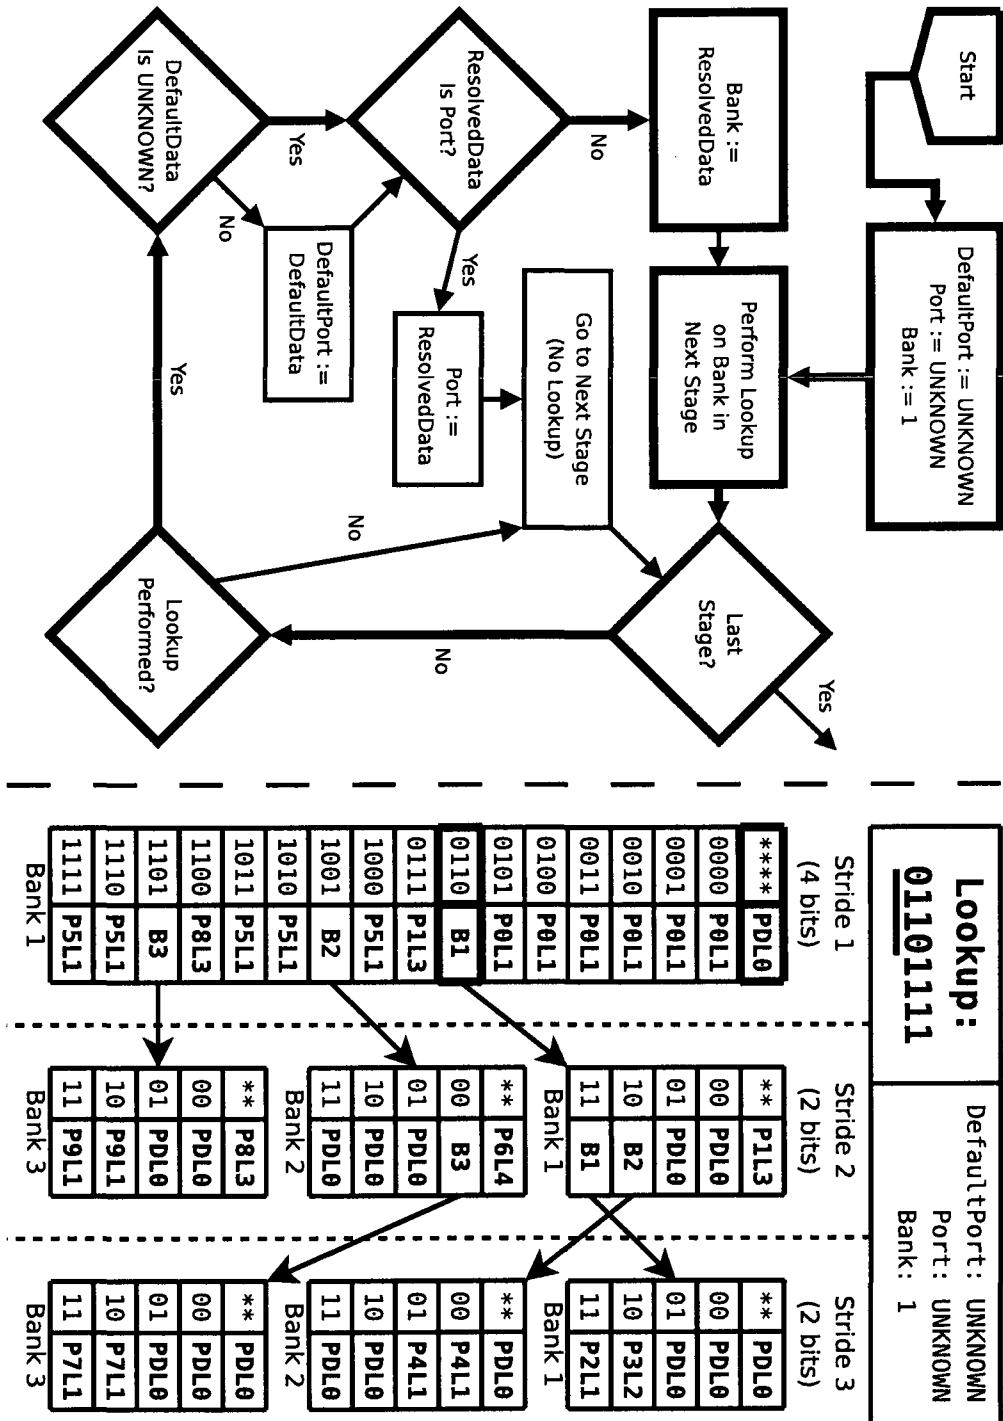 Start
DefaultPort := UNKNOWN
Port := UNKNOWN
Bank := 1
Bank :=
ResolvedData
Perform Lookup
on Bank in
Next Stage
Last
Stage?
Yes
No
ResolvedData
Is Port?
No
Yes
Port :=
ResolvedData
Go to Next Stage
(No Lookup)
DefaultData
Is UNKNOWN?
Yes
No
DefaultPort :=
DefaultData
Yes
No
Lookup
Performed?
Lookup:
01101111
DefaultPort: UNKNOWN
Port: UNKNOWN
Bank: 1
Stride 1
(4 bits)
**** PDL0
0000 P0L1
0001 P0L1
0010 P0L1
0011 P0L1
0100 P0L1
0101 P0L1
0110 B1
0111 P1L3
1000 P5L1
1001 B2
1010 P5L1
1011 P5L1
1100 P8L3
1101 B3
1110 P5L1
1111 P5L1
Bank 1
Stride 2
(2 bits)
** P1L3
00 PDL0
01 PDL0
10 B2
11 B1
Bank 1
** P6L4
00 B3
01 PDL0
10 PDL0
11 PDL0
Bank 2
** P8L3
00 PDL0
01 PDL0
10 P9L1
11 P9L1
Bank 3
Stride 3
(2 bits)
** PDL0
00 PDL0
01 PDL0
10 P3L2
11 P2L1
Bank 1
** PDL0
00 P4L1
01 P4L1
10 PDL0
11 PDL0
Bank 2
** PDL0
00 PDL0
01 PDL0
10 P7L1
11 P7L1
Bank 3